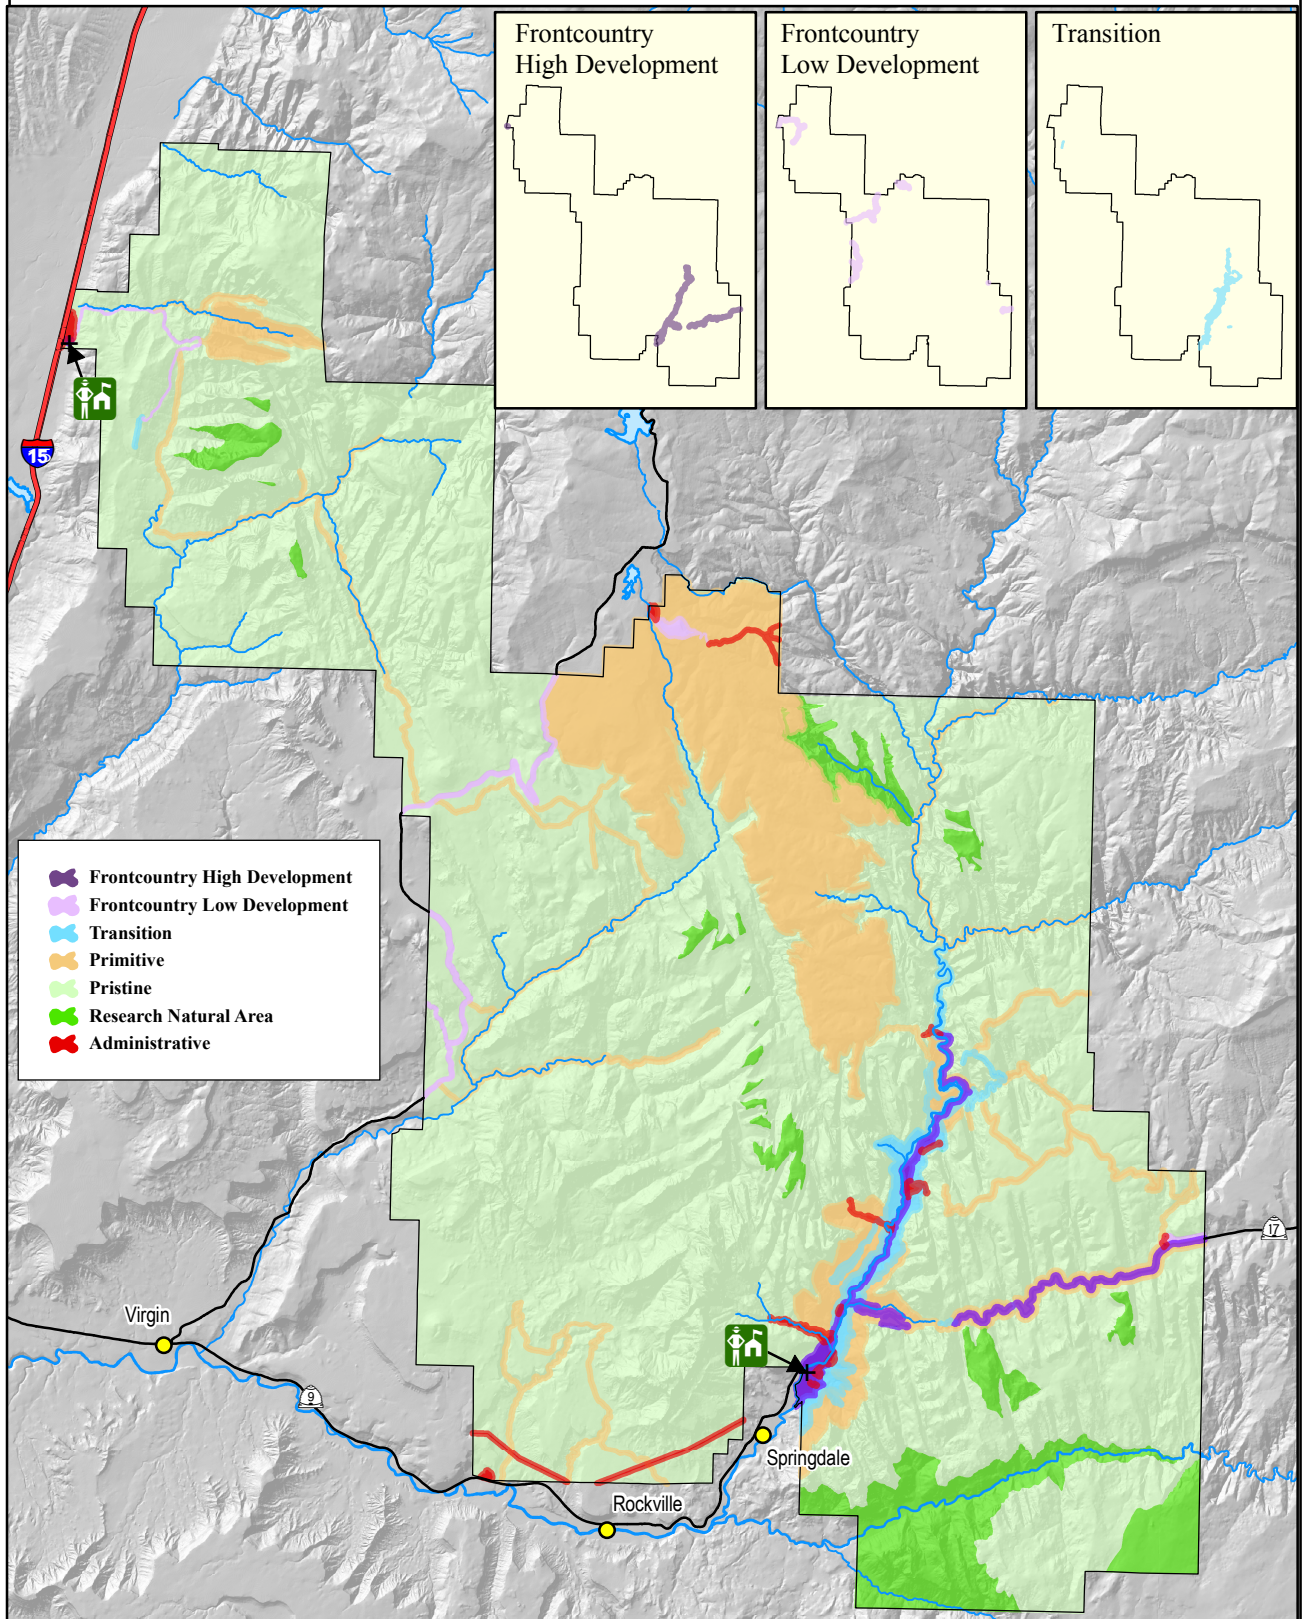 Frontcountry
High Development
Frontcountry
Low Development
Transition
15
Frontcountry High Development
Frontcountry Low Development
Transition
Primitive
Pristine
Research Natural Area
Administrative
17
Virgin
9
Springdale
Rockville